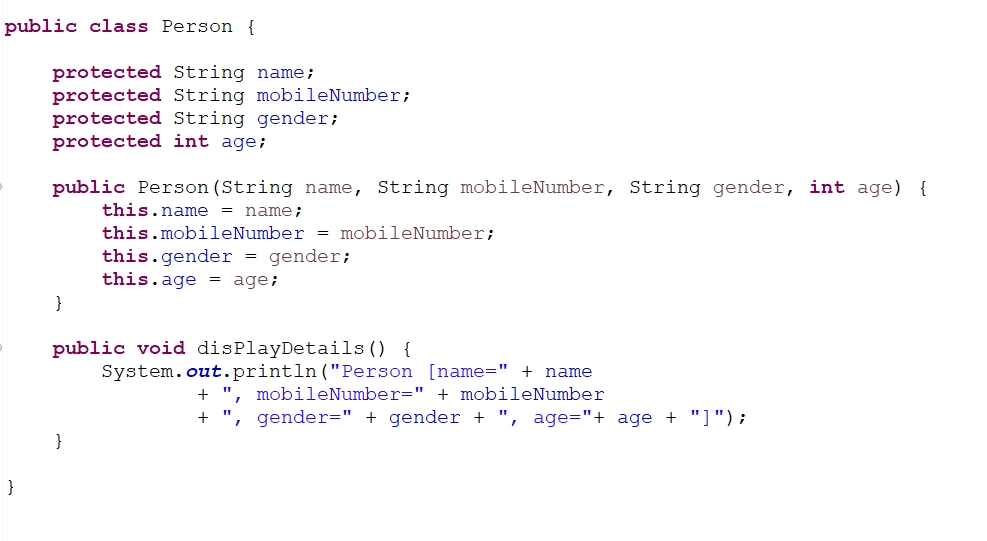 public class Person {
protected String name;
protected String mobileNumber;
protected String gender;
protected int age;
public Person(String name, String mobileNumber, String gender, int age) {
this.name = name;
this.mobileNumber = mobileNumber;
this.gender = gender;
this.age = age;
}
public void disPlayDetails() {
System.out.println("Person [name=" + name
+ ", mobileNumber=" + mobileNumber
+ ", gender=" + gender + ", age="+ age + "]");
}
}